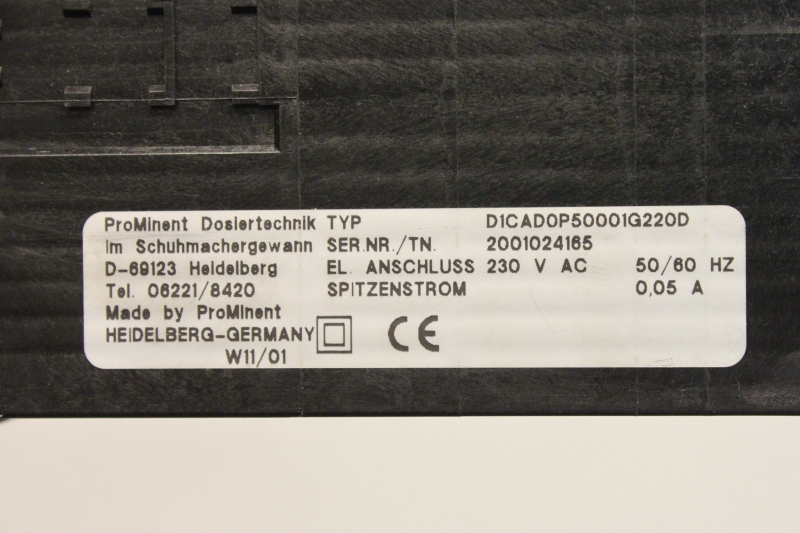 ProMinent Dosiertechnik TYP D1CAD0P50001G220D
Im Schuhmachergewann SER.NR./TN. 2001024165
D-69123 Heidelberg EL. ANSCHLUSS 230 V AC 50/60 HZ
Tel. 06221/8420 SPITZENSTROM 0,05 A
Made by ProMinent
HEIDELBERG-GERMANY CE
W11/01